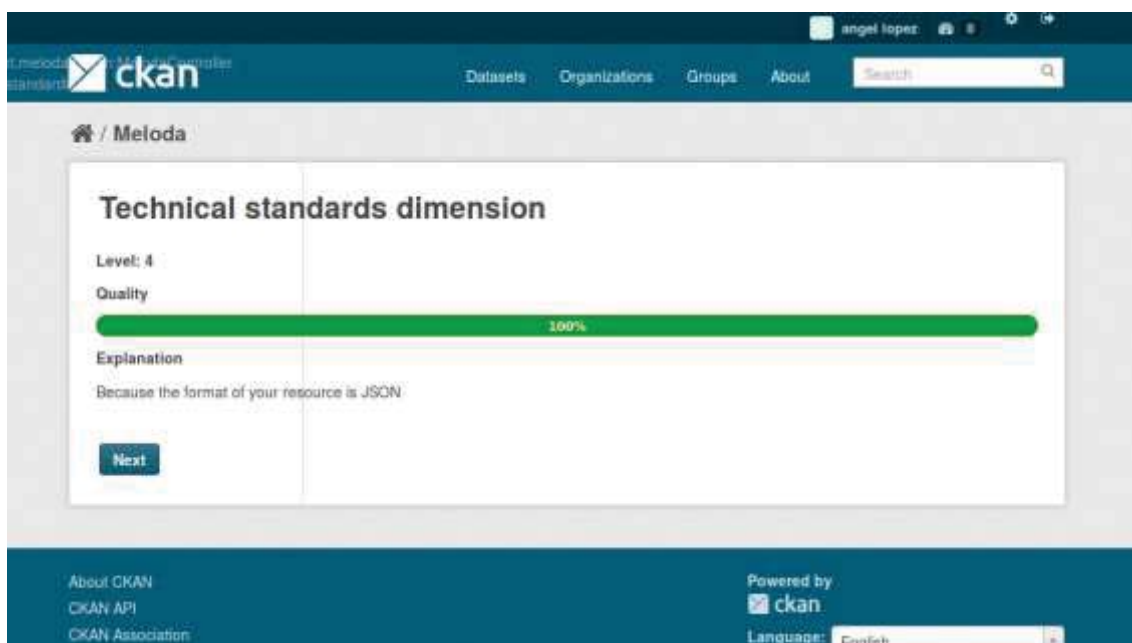 angel lopez
ckan
Datasets Organizations Groups About Search
/ Meloda
Technical standards dimension
Level: 4
Quality
100%
Explanation
Because the format of your resource is JSON
Next
About CKAN
CKAN API
CKAN Association
Powered by
ckan
Language: English